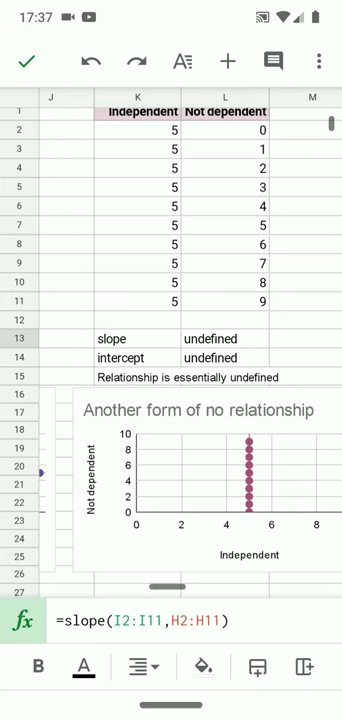 17:37
J K L M
1 Independent Not dependent
2 5 0
3 5 1
4 5 2
5 5 3
6 5 4
7 5 5
8 5 6
9 5 7
10 5 8
11 5 9
12
13 slope undefined
14 intercept undefined
15 Relationship is essentially undefined
16
17 Another form of no relationship
18
19
20
21
22
23
24
25
26
27
10
8
6
4
2
0
Not dependent
0 2 4 6 8
Independent
fx =slope(I2:I11,H2:H11)
B A